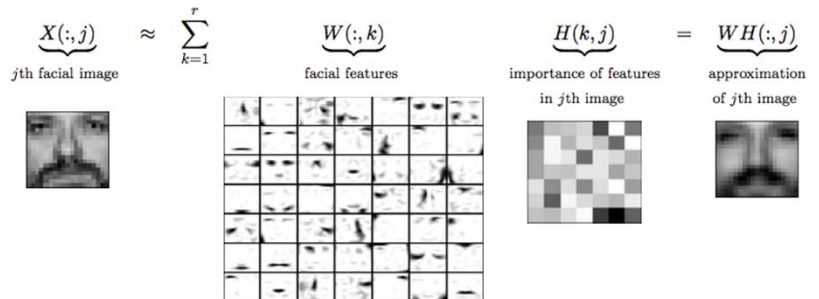 X(:,j) ≈ r∑k=1 W(:,k) H(k,j) = WH(:,j)
jth facial image facial features importance of features approximation
in jth image of jth image